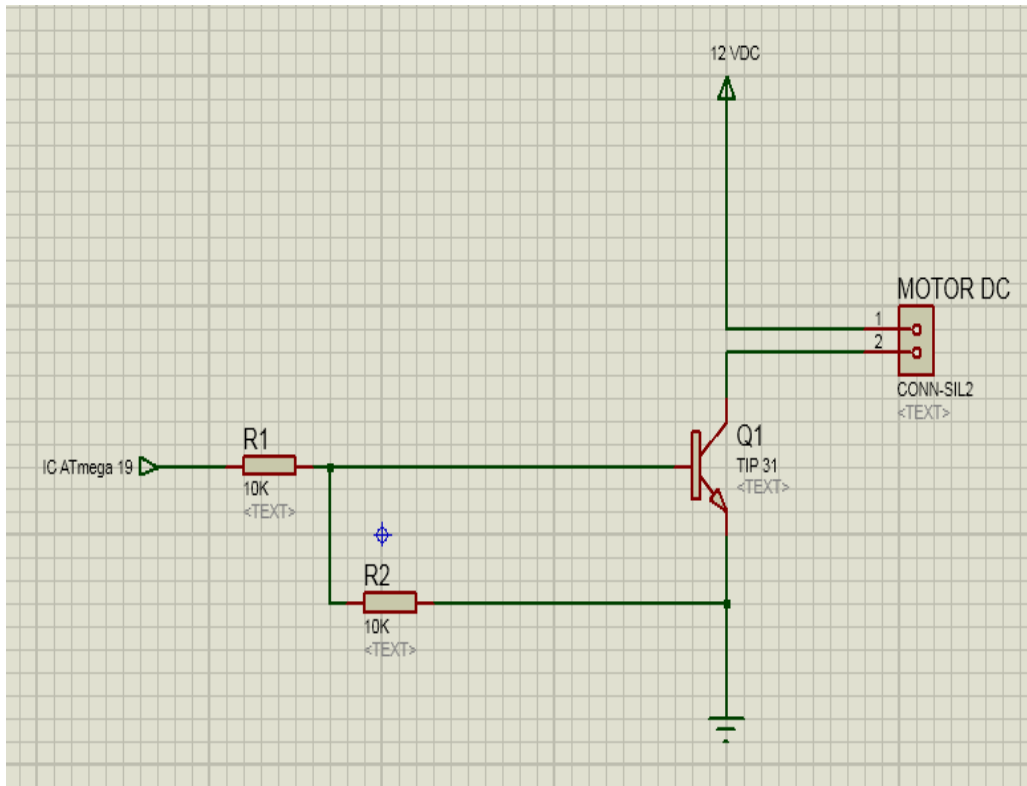 12 VDC
MOTOR DC
1
2
CONN-SIL2
<TEXT>
Q1
TIP 31
<TEXT>
R1
IC ATmega 19
10K
<TEXT>
R2
10K
<TEXT>